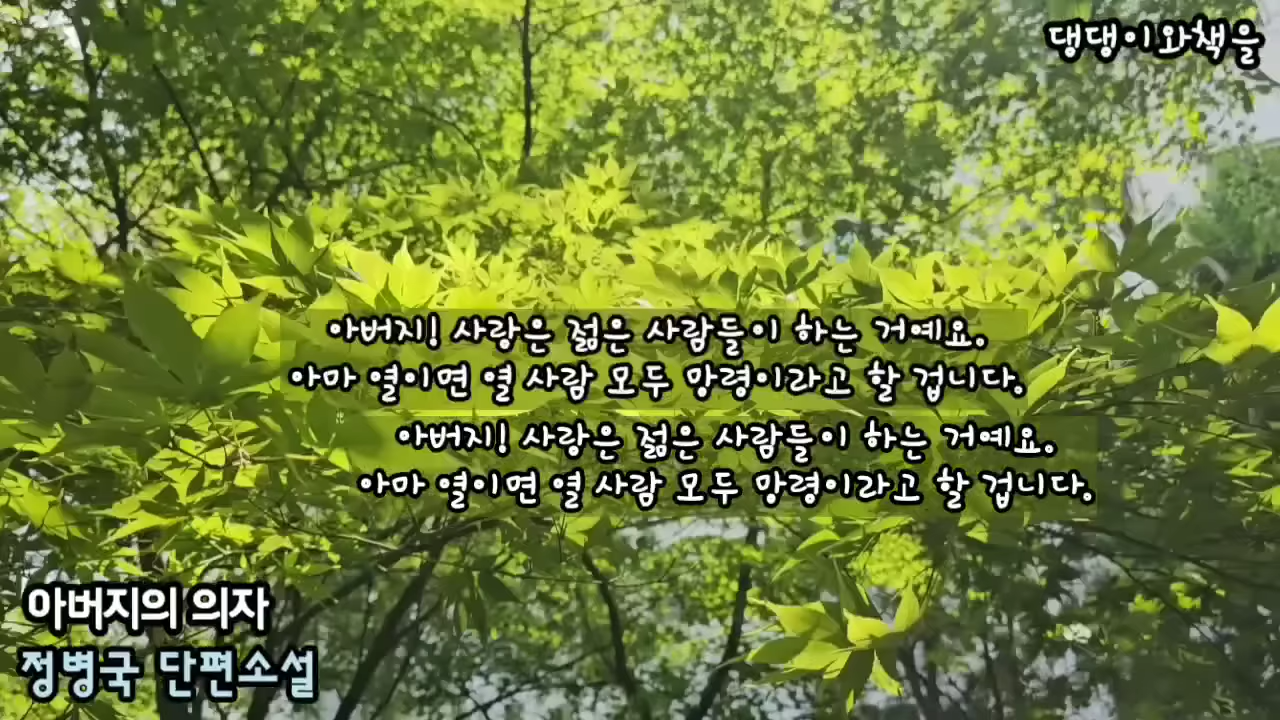 댕댕이와책을
아버지! 사랑은 젊은 사람들이 하는 거예요.
아마 열이면 열 사람 모두 망령이라고 할 겁니다.
아버지! 사랑은 젊은 사람들이 하는 거예요.
아마 열이면 열 사람 모두 망령이라고 할 겁니다.
아버지의 의자
정병국 단편소설